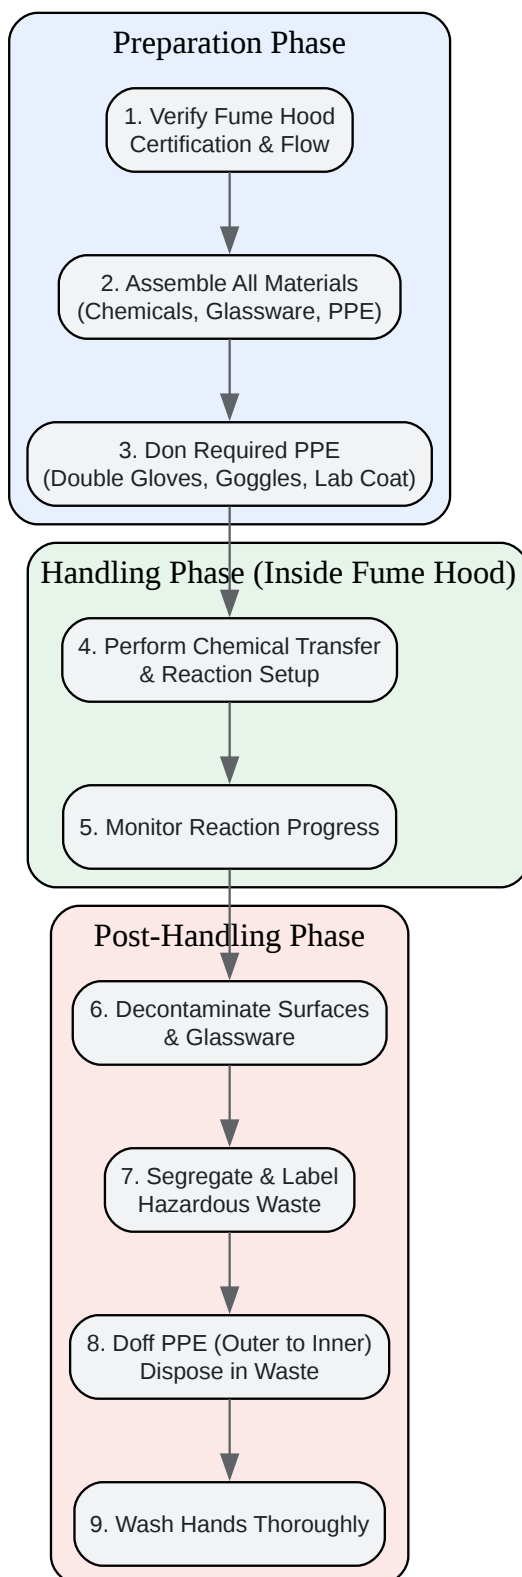 Preparation Phase
1. Verify Fume Hood
Certification & Flow
2. Assemble All Materials
(Chemicals, Glassware, PPE)
3. Don Required PPE
(Double Gloves, Goggles, Lab Coat)
Handling Phase (Inside Fume Hood)
4. Perform Chemical Transfer
& Reaction Setup
5. Monitor Reaction Progress
Post-Handling Phase
6. Decontaminate Surfaces
& Glassware
7. Segregate & Label
Hazardous Waste
8. Doff PPE (Outer to Inner)
Dispose in Waste
9. Wash Hands Thoroughly